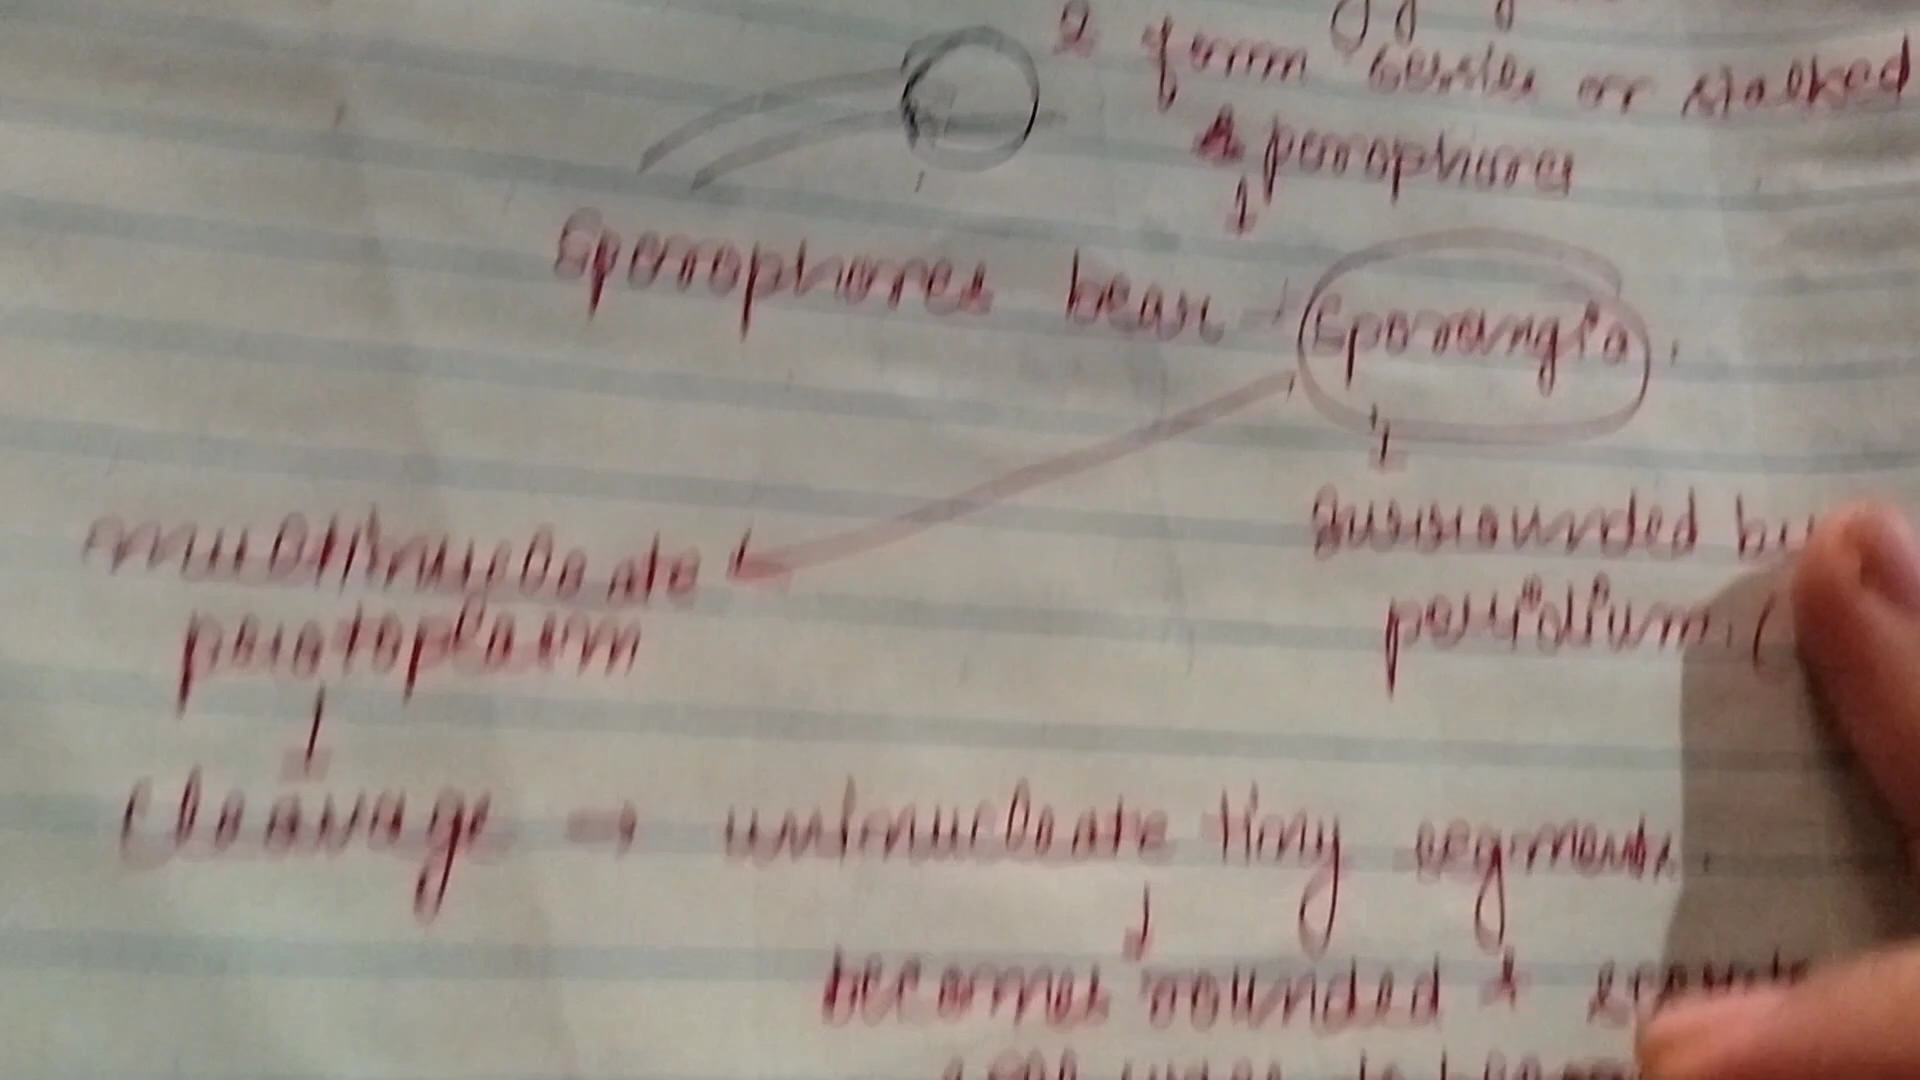 & form sessile or stalked
sporophores
↓
Sporophores bear → Sporangia.
↓
surrounded by
peridium. (
multinucleate
protoplasm
↓
cleavage → uninucleate tiny segments.
↓
becomes rounded &